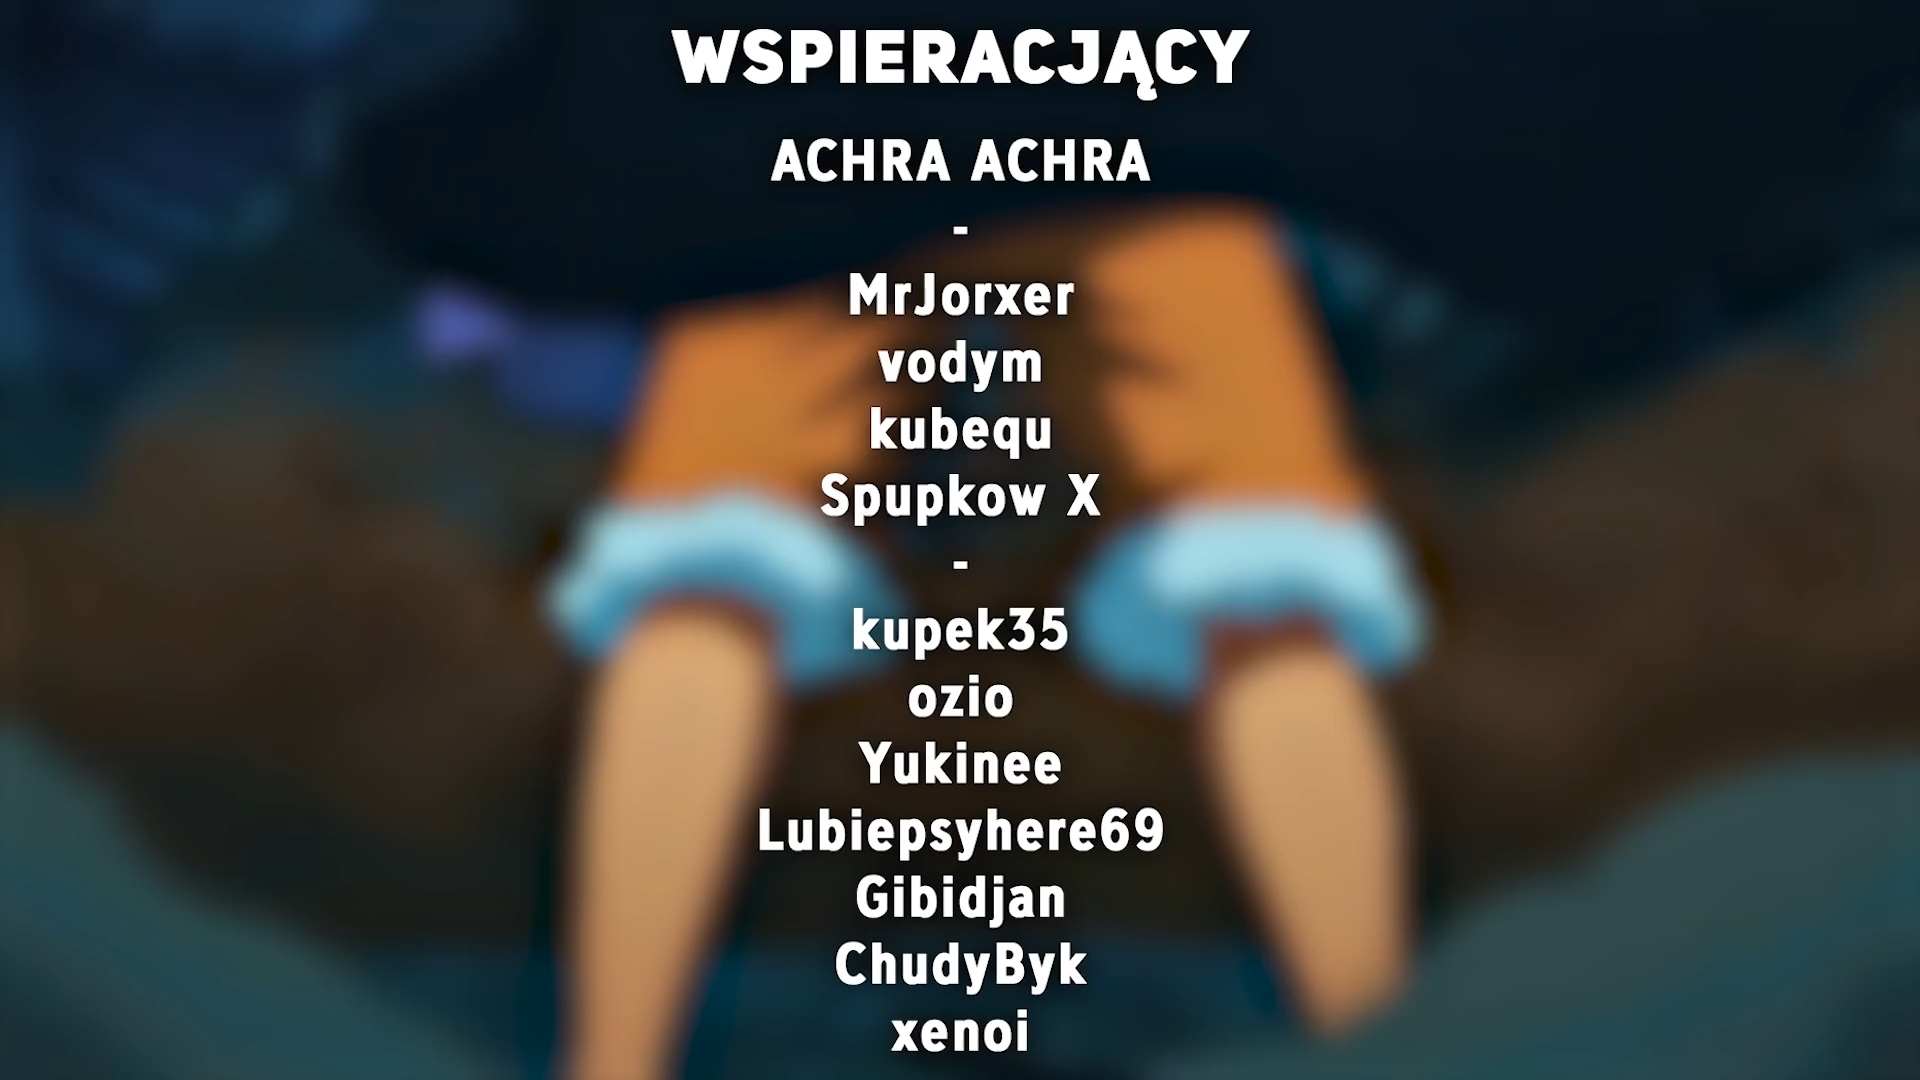 WSPIERACJĄCY
ACHRA ACHRA
-
MrJorxer
vodym
kubequ
Spupkow X
-
kupek35
ozio
Yukinee
Lubiepsyhere69
Gibidjan
ChudyByk
xenoi